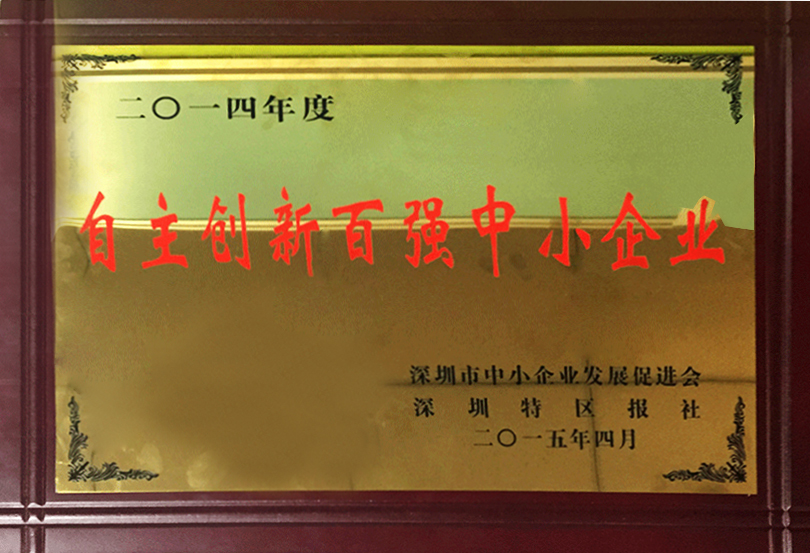 二〇一四年度
自主创新百强中小企业
深圳市中小企业发展促进会
深圳特区报社
二〇一五年四月